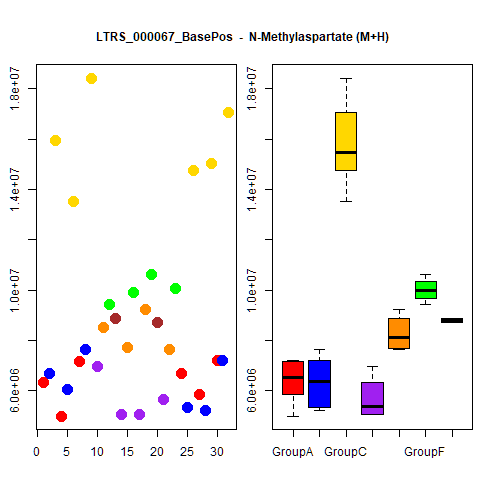 LTRS_000067_BasePos - N-Methylaspartate (M+H)
6.0e+06 1.0e+07 1.4e+07 1.8e+07
0 5 10 15 20 25 30
6.0e+06 1.0e+07 1.4e+07 1.8e+07
GroupA GroupC GroupF